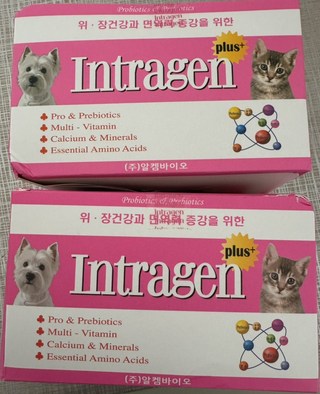 Probiotics & Prebiotics
위·장건강과 면역력 증강을 위한
Intragen
plus+
Pro & Prebiotics
Multi - Vitamin
Calcium & Minerals
Essential Amino Acids
(주)알켐바이오
Probiotics & Prebiotics
위·장건강과 면역력 증강을 위한
Intragen
plus+
Pro & Prebiotics
Multi - Vitamin
Calcium & Minerals
Essential Amino Acids
(주)알켐바이오